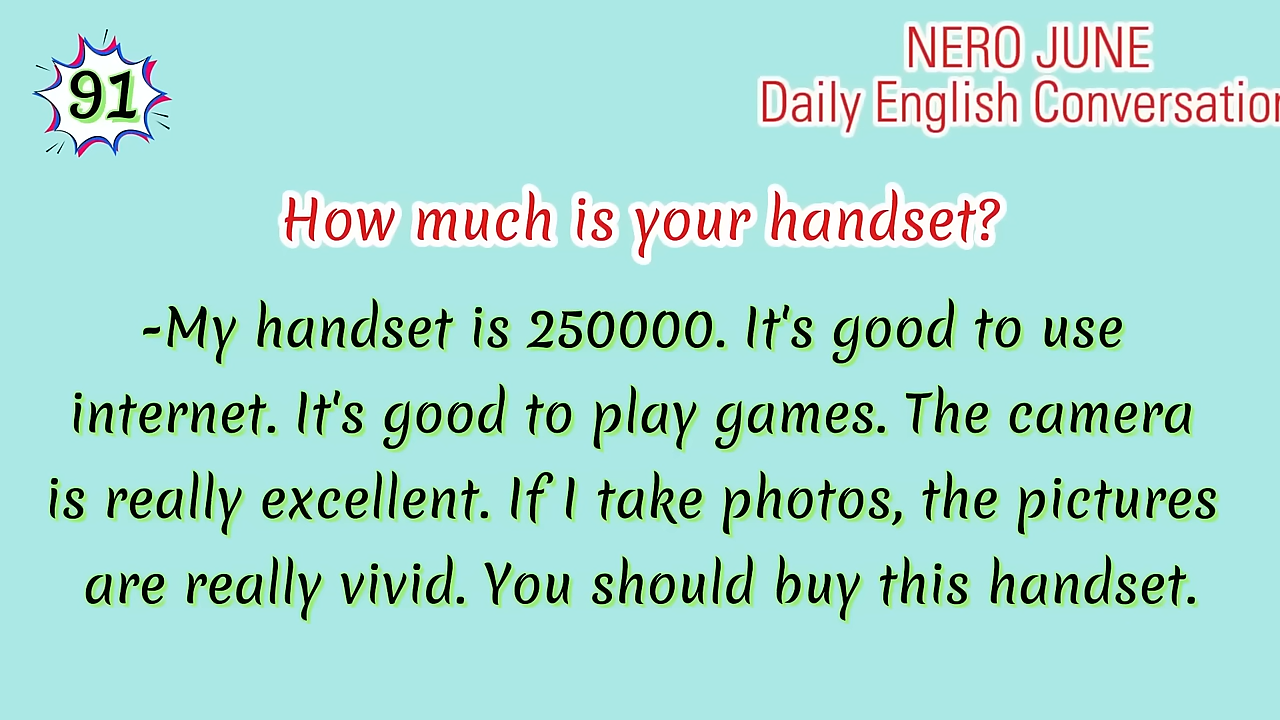 91
NERO JUNE
Daily English Conversation
How much is your handset?
-My handset is 250000. It's good to use
internet. It's good to play games. The camera
is really excellent. If I take photos, the pictures
are really vivid. You should buy this handset.